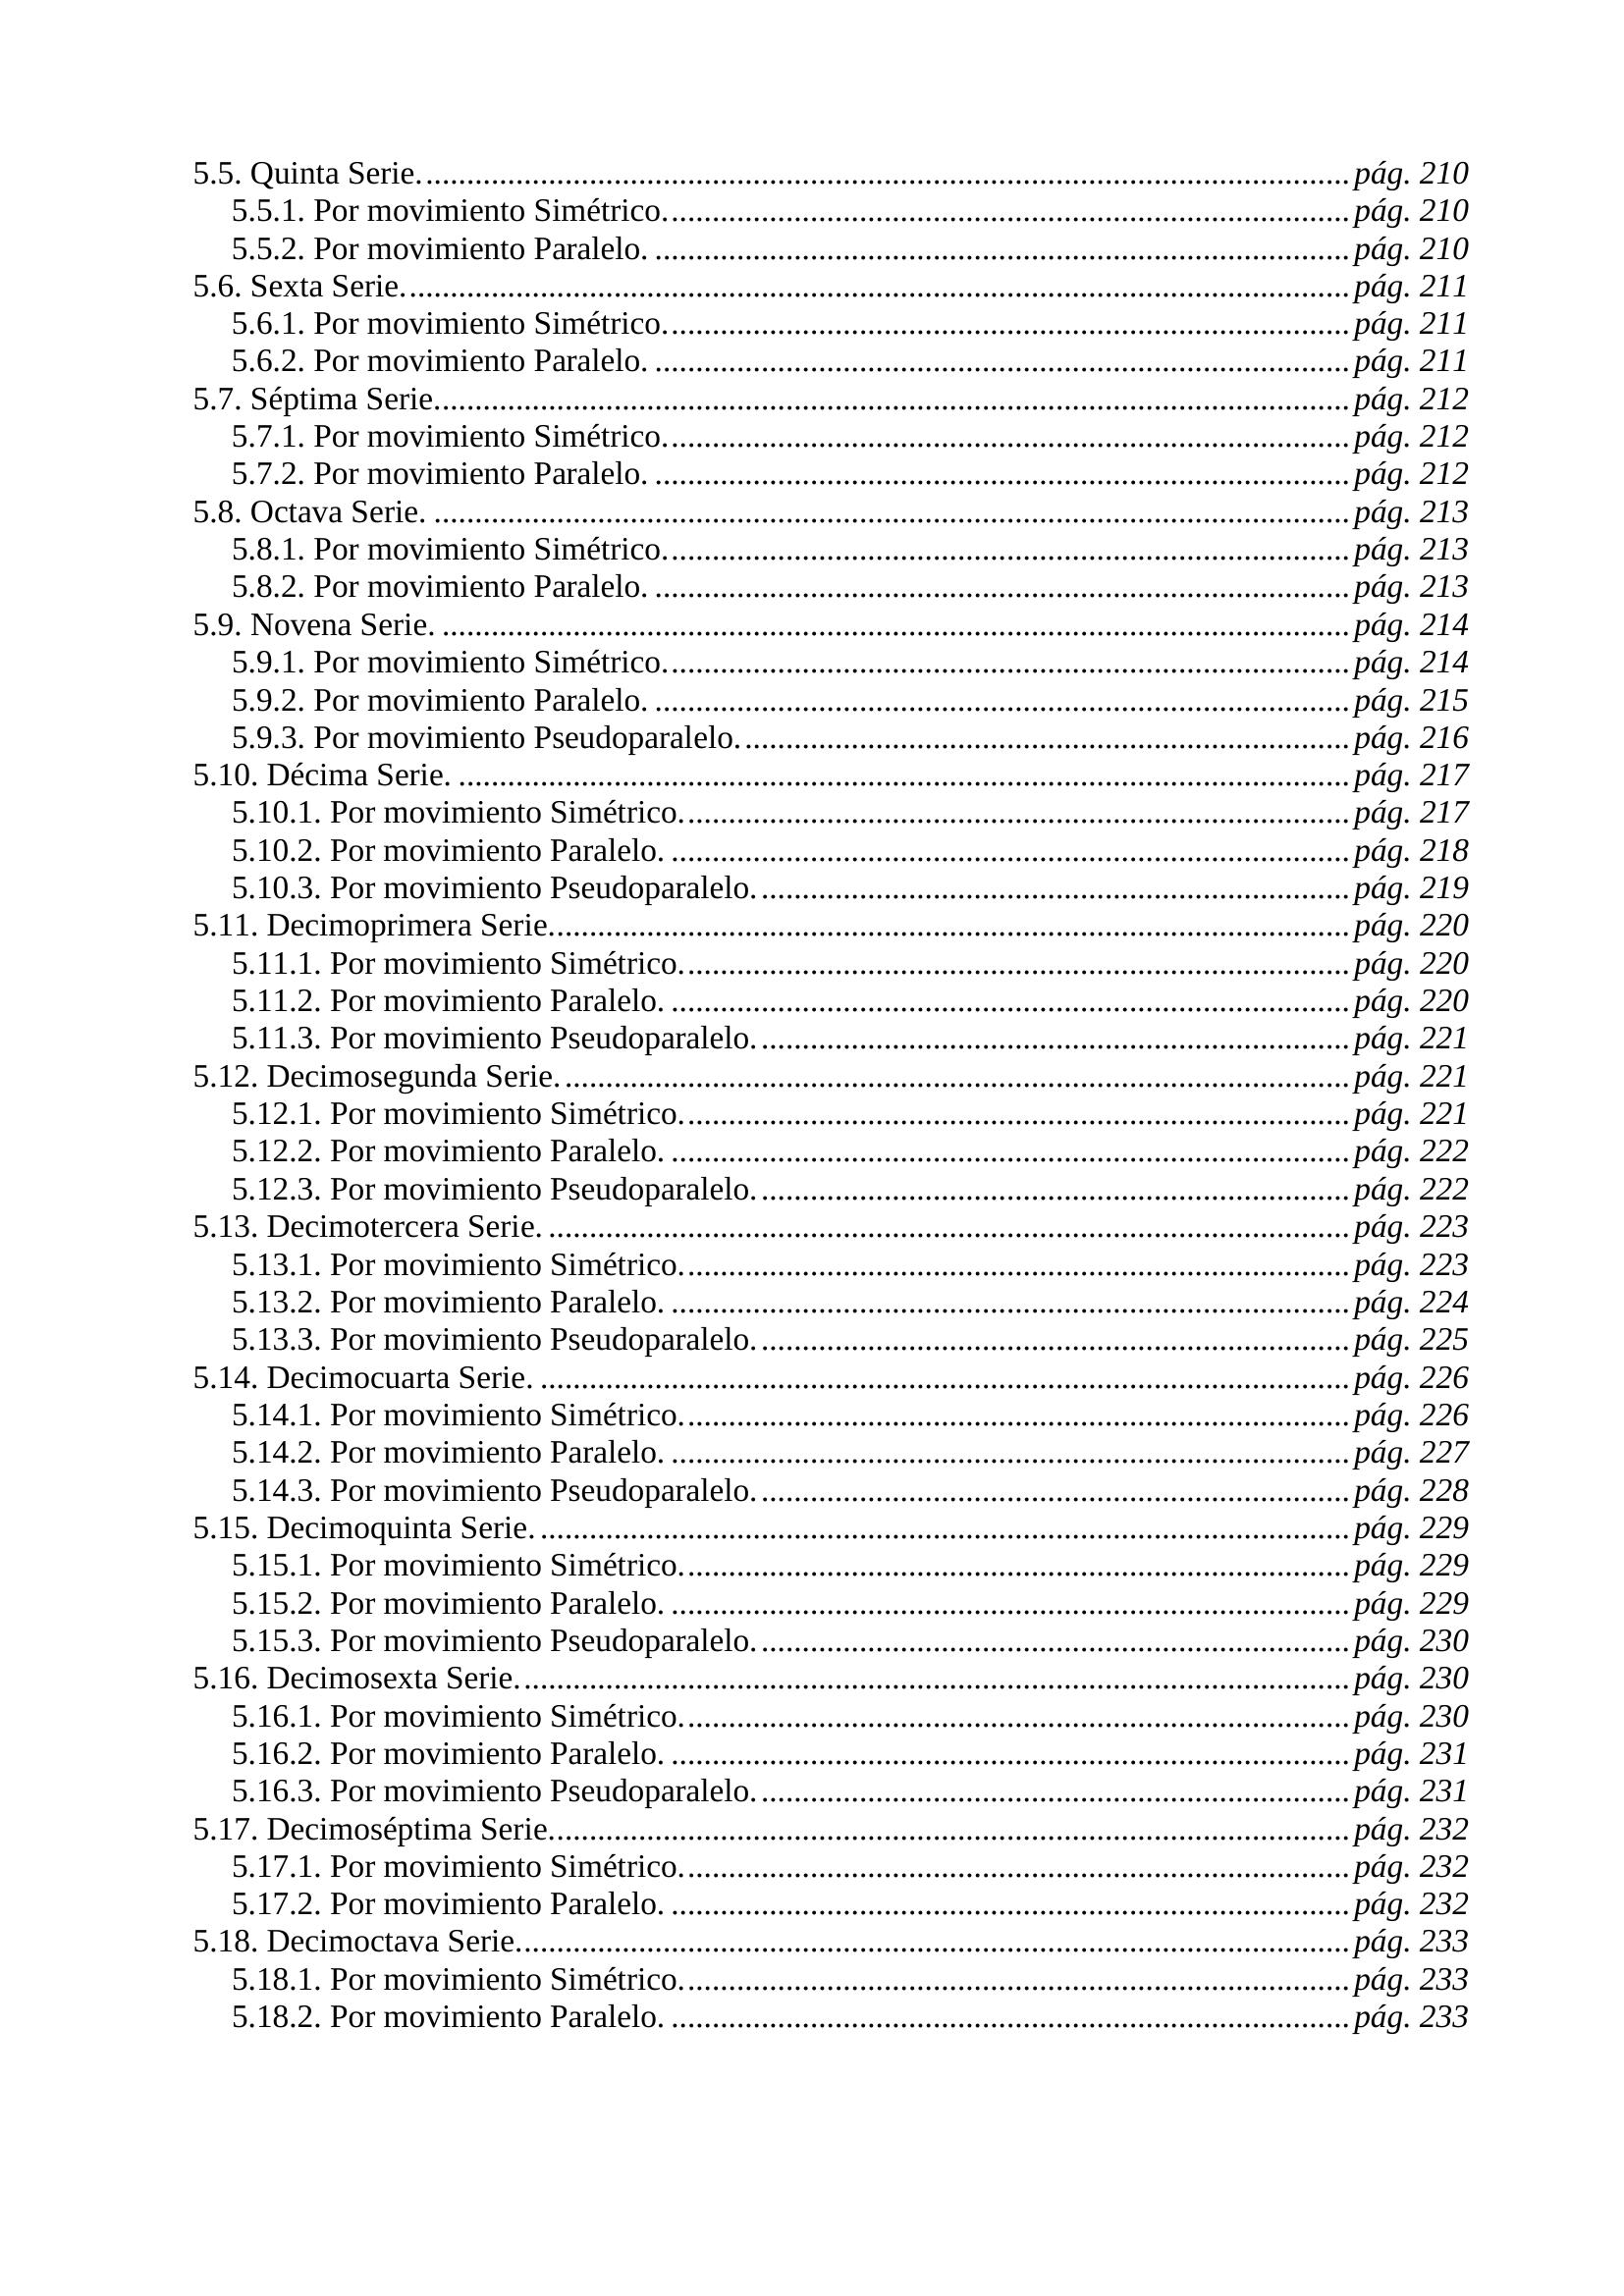 5.5. Quinta Serie. pág. 210
5.5.1. Por movimiento Simétrico. pág. 210
5.5.2. Por movimiento Paralelo. pág. 210
5.6. Sexta Serie. pág. 211
5.6.1. Por movimiento Simétrico. pág. 211
5.6.2. Por movimiento Paralelo. pág. 211
5.7. Séptima Serie. pág. 212
5.7.1. Por movimiento Simétrico. pág. 212
5.7.2. Por movimiento Paralelo. pág. 212
5.8. Octava Serie. pág. 213
5.8.1. Por movimiento Simétrico. pág. 213
5.8.2. Por movimiento Paralelo. pág. 213
5.9. Novena Serie. pág. 214
5.9.1. Por movimiento Simétrico. pág. 214
5.9.2. Por movimiento Paralelo. pág. 215
5.9.3. Por movimiento Pseudoparalelo. pág. 216
5.10. Décima Serie. pág. 217
5.10.1. Por movimiento Simétrico. pág. 217
5.10.2. Por movimiento Paralelo. pág. 218
5.10.3. Por movimiento Pseudoparalelo. pág. 219
5.11. Decimoprimera Serie. pág. 220
5.11.1. Por movimiento Simétrico. pág. 220
5.11.2. Por movimiento Paralelo. pág. 220
5.11.3. Por movimiento Pseudoparalelo. pág. 221
5.12. Decimosegunda Serie. pág. 221
5.12.1. Por movimiento Simétrico. pág. 221
5.12.2. Por movimiento Paralelo. pág. 222
5.12.3. Por movimiento Pseudoparalelo. pág. 222
5.13. Decimotercera Serie. pág. 223
5.13.1. Por movimiento Simétrico. pág. 223
5.13.2. Por movimiento Paralelo. pág. 224
5.13.3. Por movimiento Pseudoparalelo. pág. 225
5.14. Decimocuarta Serie. pág. 226
5.14.1. Por movimiento Simétrico. pág. 226
5.14.2. Por movimiento Paralelo. pág. 227
5.14.3. Por movimiento Pseudoparalelo. pág. 228
5.15. Decimoquinta Serie. pág. 229
5.15.1. Por movimiento Simétrico. pág. 229
5.15.2. Por movimiento Paralelo. pág. 229
5.15.3. Por movimiento Pseudoparalelo. pág. 230
5.16. Decimosexta Serie. pág. 230
5.16.1. Por movimiento Simétrico. pág. 230
5.16.2. Por movimiento Paralelo. pág. 231
5.16.3. Por movimiento Pseudoparalelo. pág. 231
5.17. Decimoséptima Serie. pág. 232
5.17.1. Por movimiento Simétrico. pág. 232
5.17.2. Por movimiento Paralelo. pág. 232
5.18. Decimoctava Serie. pág. 233
5.18.1. Por movimiento Simétrico. pág. 233
5.18.2. Por movimiento Paralelo. pág. 233